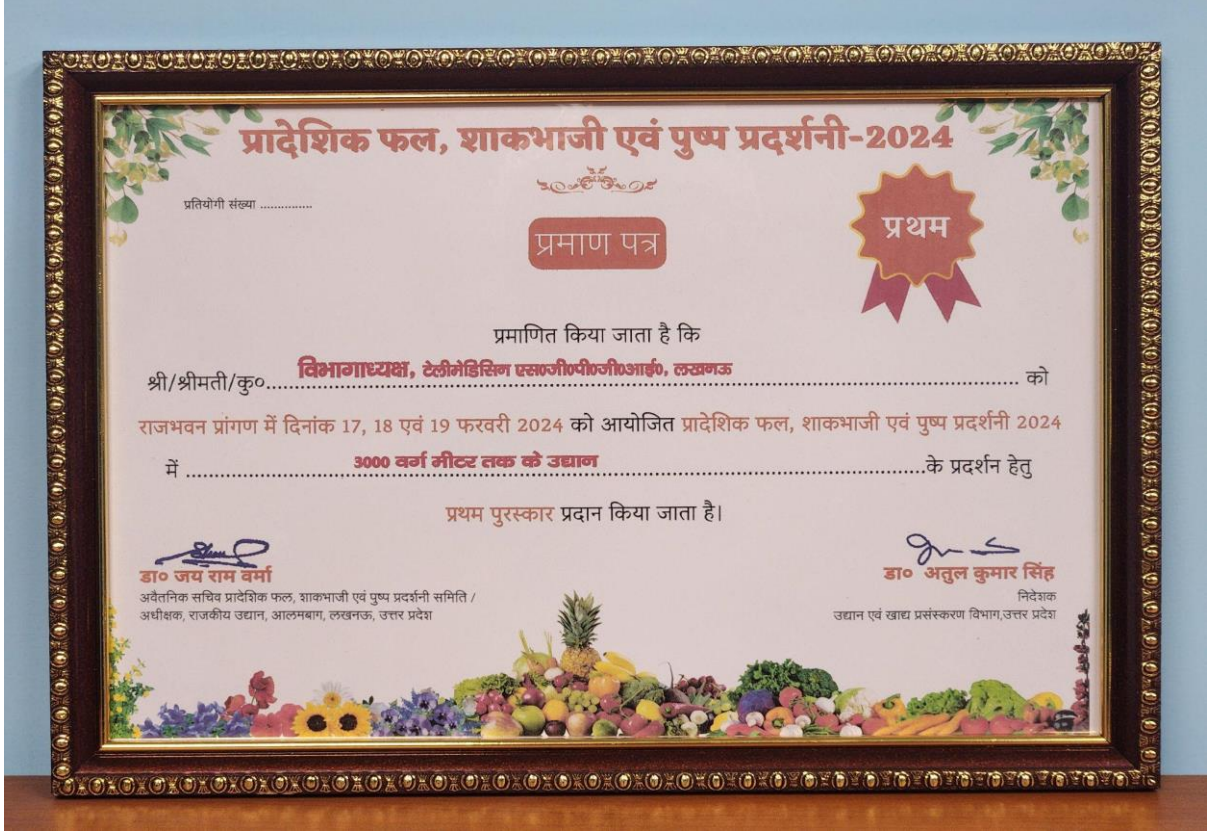 प्रादेशिक फल, शाकभाजी एवं पुष्प प्रदर्शनी-2024
प्रतियोगी संख्या ...............
प्रथम
प्रमाण पत्र
प्रमाणित किया जाता है कि
श्री/श्रीमती/कु०....विभागाध्यक्ष, टेलीमेडिसिन एस०जी०पी०जी०आई०, लखनऊ.... को
राजभवन प्रांगण में दिनांक 17, 18 एवं 19 फरवरी 2024 को आयोजित प्रादेशिक फल, शाकभाजी एवं पुष्प प्रदर्शनी 2024
में ....3000 वर्ग मीटर तक के उद्यान....के प्रदर्शन हेतु
प्रथम पुरस्कार प्रदान किया जाता है।
डा० जय राम वर्मा
अवैतनिक सचिव प्रादेशिक फल, शाकभाजी एवं पुष्प प्रदर्शनी समिति /
अधीक्षक, राजकीय उद्यान, आलमबाग, लखनऊ, उत्तर प्रदेश
डा० अतुल कुमार सिंह
निदेशक
उद्यान एवं खाद्य प्रसंस्करण विभाग,उत्तर प्रदेश